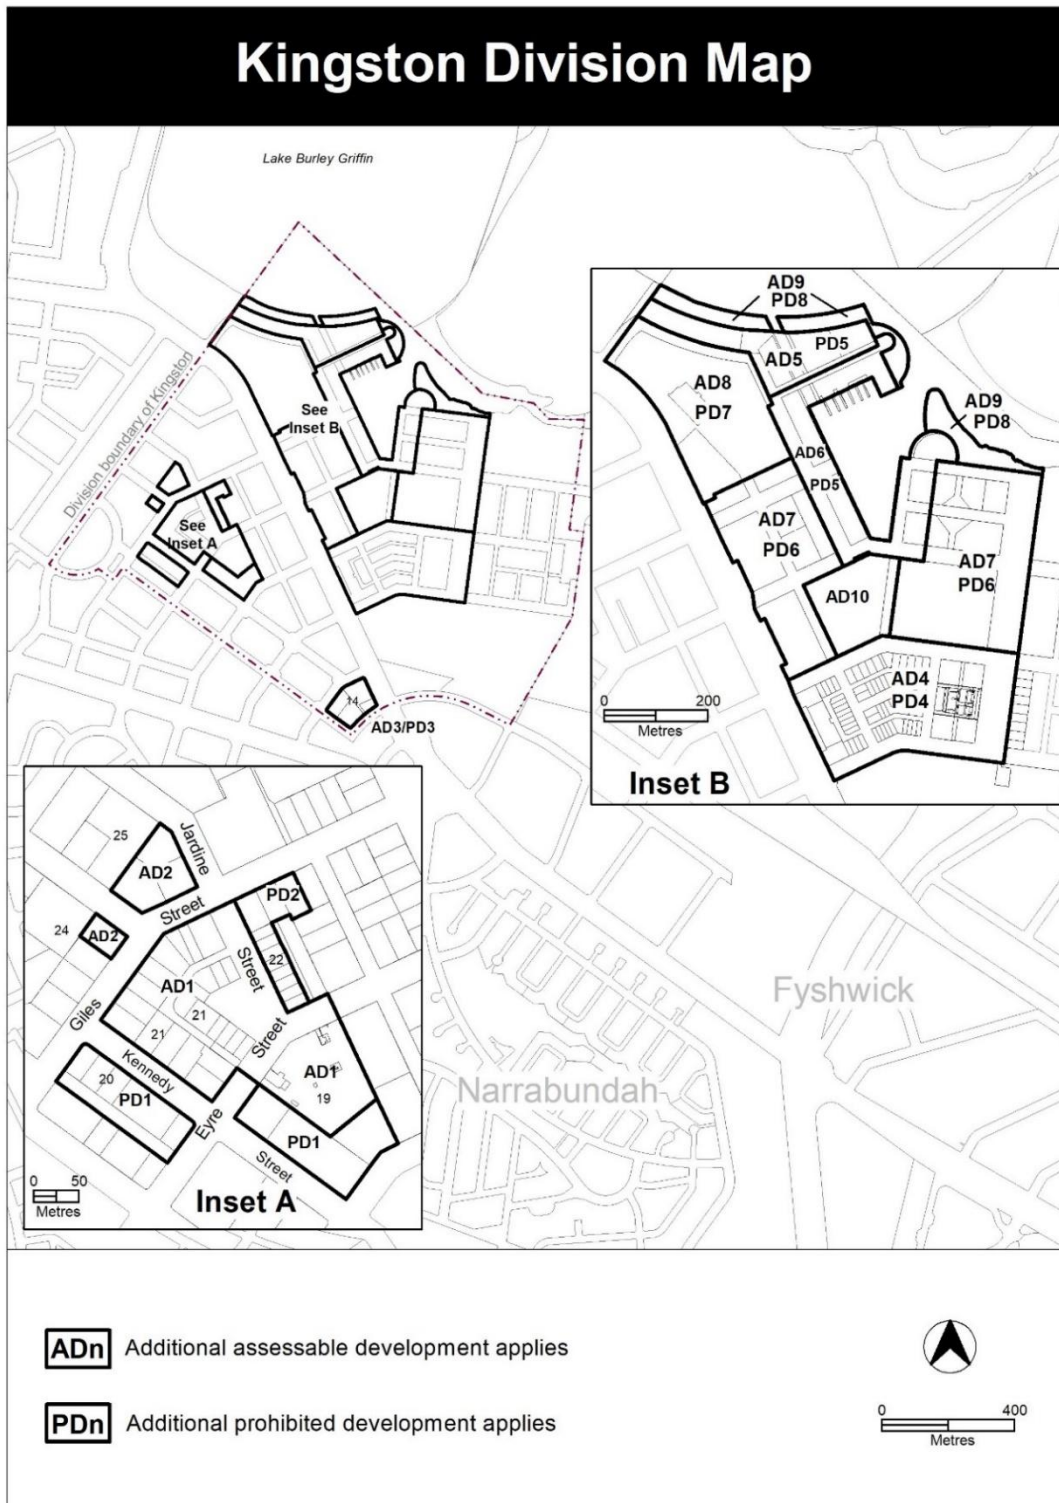 Kingston Division Map
Lake Burley Griffin
Division boundary of Kingston
See
Inset B
See
Inset A
14
AD3/PD3
AD9
PD8
PD5
AD5
AD8
PD7
AD9
PD8
AD6
PD5
AD7
PD6
AD7
PD6
AD10
AD4
PD4
0
200
Metres
Inset B
25
Jardine
AD2
Street
PD2
24
AD2
Street
22
AD1
Giles
21
21
Street
Kennedy
20
PD1
AD1
19
Eyre
PD1
Street
0
50
Metres
Inset A
Fyshwick
Narrabundah
ADn Additional assessable development applies
PDn Additional prohibited development applies
0
400
Metres